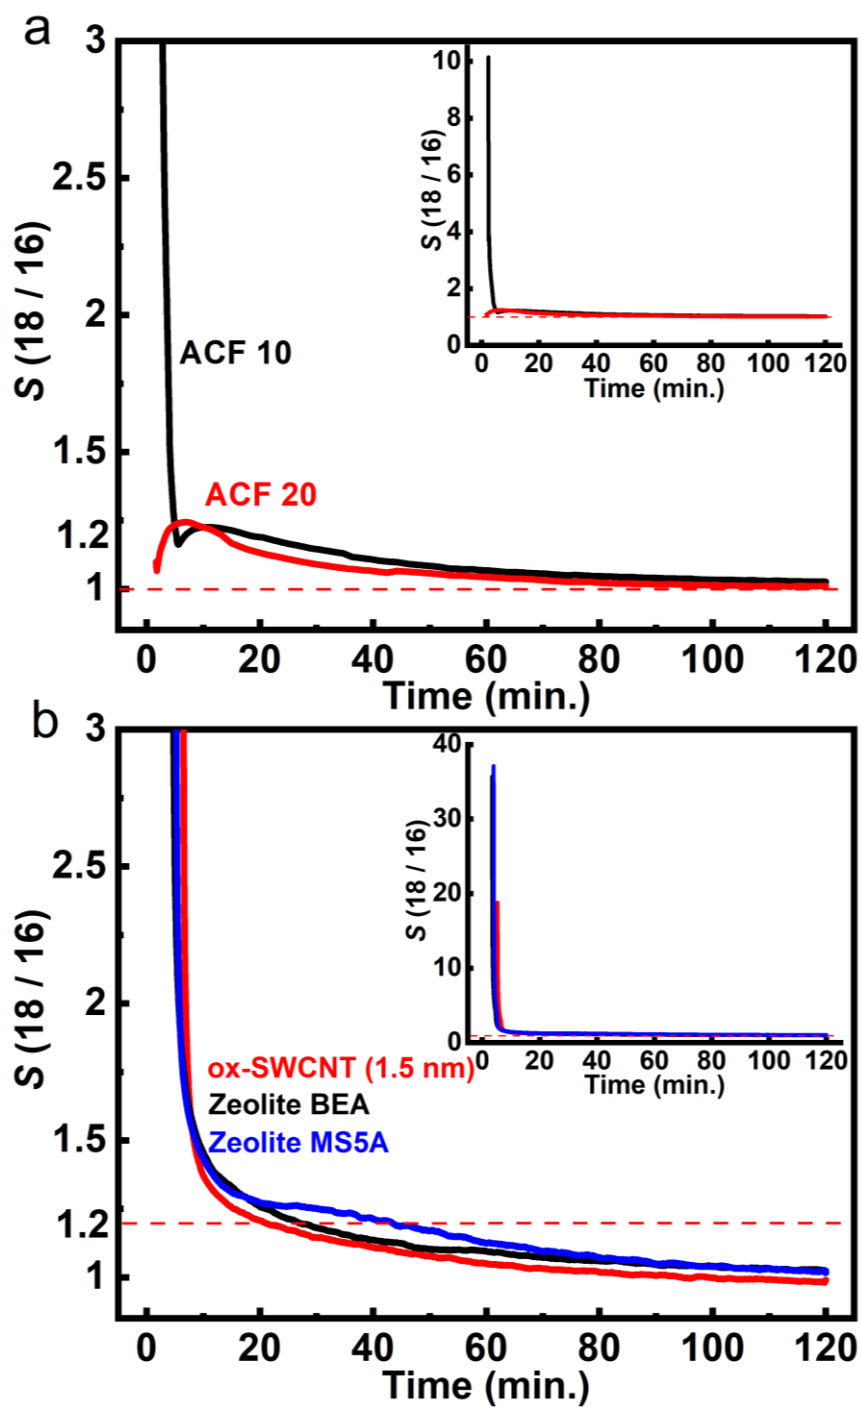 a
3
2.5
2
1.5
1.2
1
S (18 / 16)
ACF 10
ACF 20
0 20 40 60 80 100 120
Time (min.)
10
8
6
4
2
0
S (18 / 16)
0 20 40 60 80 100 120
Time (min.)
b
3
2.5
2
1.5
1.2
1
S (18 / 16)
ox-SWCNT (1.5 nm)
Zeolite BEA
Zeolite MS5A
0 20 40 60 80 100 120
Time (min.)
40
30
20
10
0
S (18 / 16)
0 20 40 60 80 100 120
Time (min.)